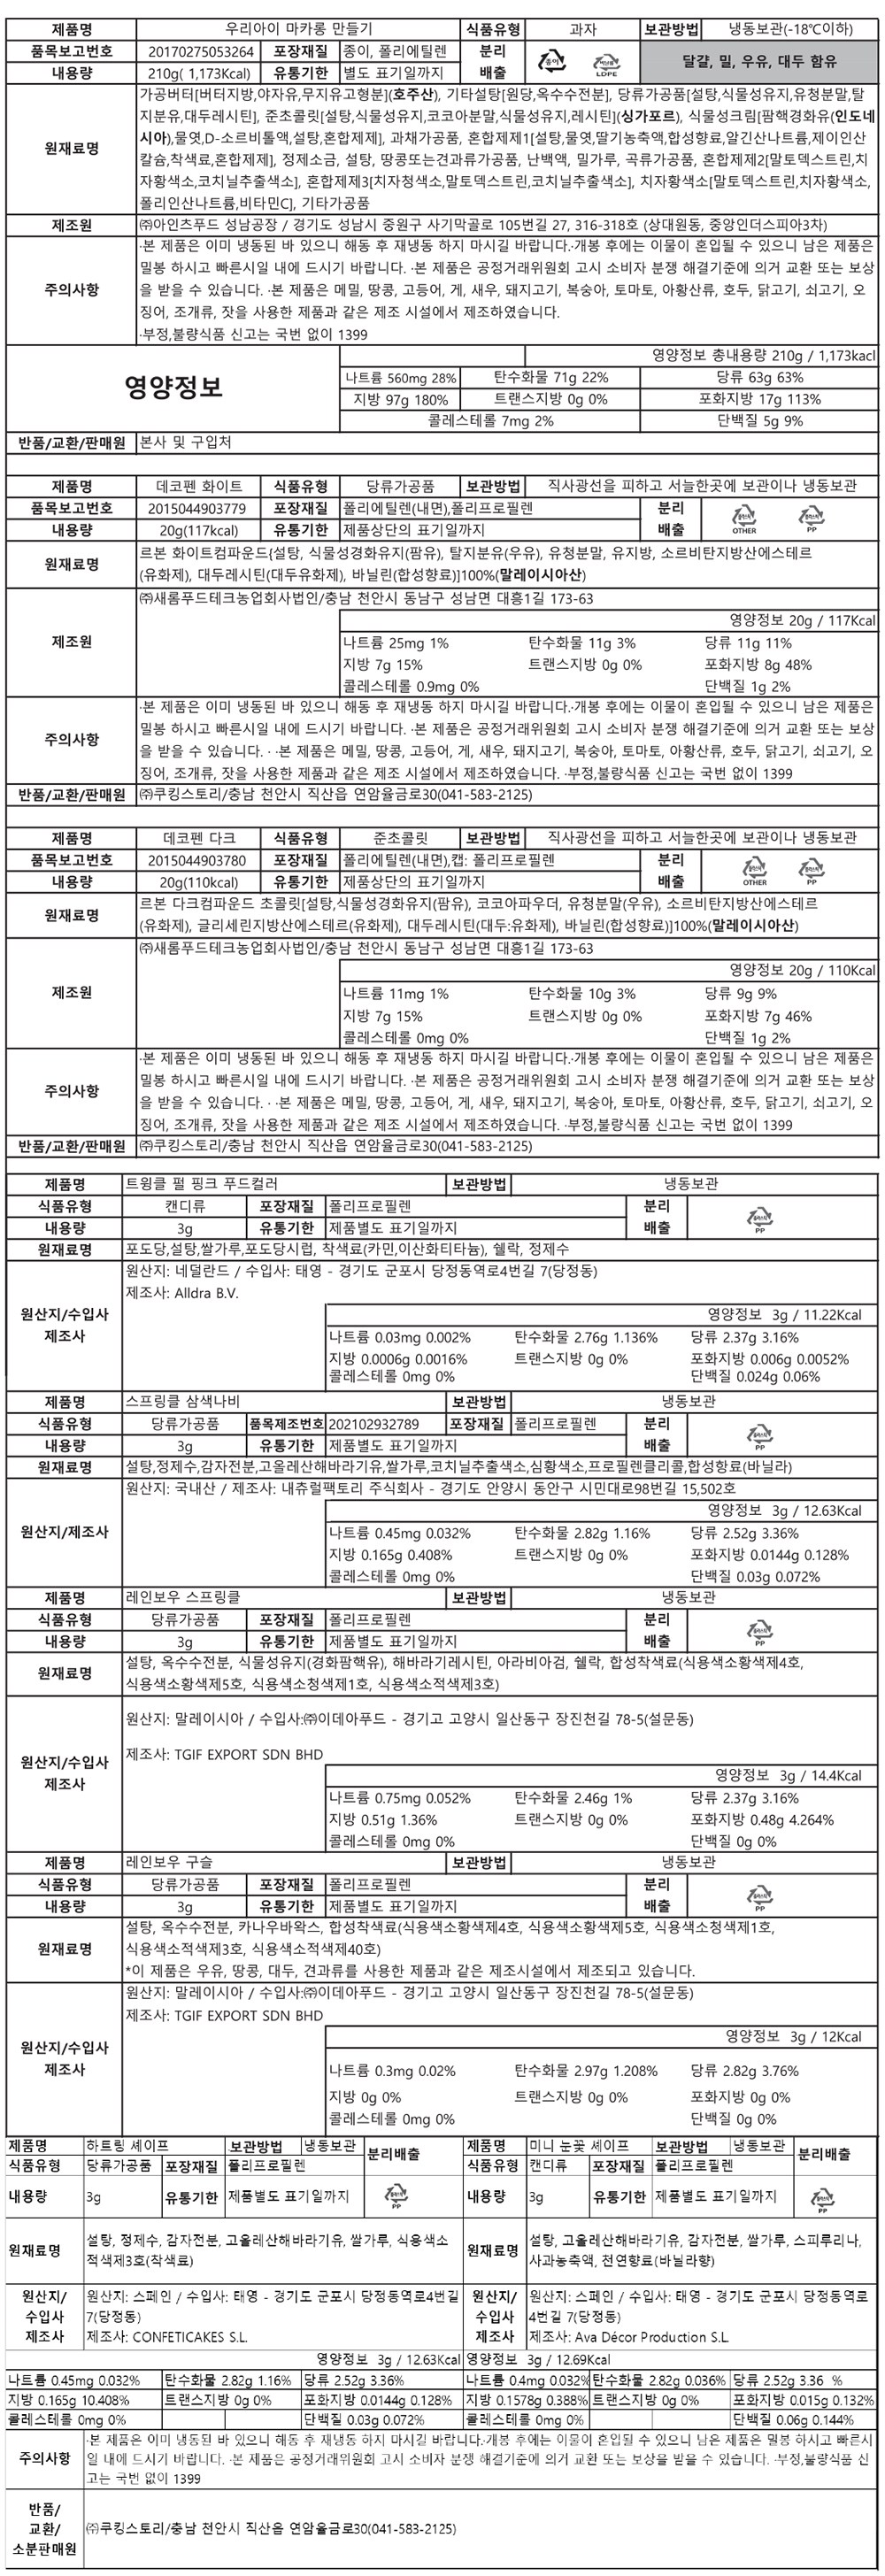 제품명 우리아이 마카롱 만들기 식품유형 과자 보관방법 냉동보관(-18℃이하)
품목보고번호 20170275053264 포장재질 종이, 폴리에틸렌 분리 달걀, 밀, 우유, 대두 함유
내용량 210g( 1,173Kcal) 유통기한 별도 표기일까지 배출 종이 LDPE
가공버터[버터지방,야자유,무지유고형분](호주산), 기타설탕[원당,옥수수전분], 당류가공품[설탕,식물성유지,유청분말,탈
지분유,대두레시틴], 준초콜릿[설탕,식물성유지,코코아분말,식물성유지,레시틴](싱가포르), 식물성크림[팜핵경화유(인도네
원재료명 시아),물엿,D-소르비톨액,설탕,혼합제제], 과채가공품, 혼합제제1[설탕,물엿,딸기농축액,합성향료,알긴산나트륨,제이인산
칼슘,착색료,혼합제제], 정제소금, 설탕, 땅콩또는견과류가공품, 난백액, 밀가루, 곡류가공품, 혼합제제2[말토덱스트린,치
자황색소,코치닐추출색소], 혼합제제3[치자청색소,말토덱스트린,코치닐추출색소], 치자황색소[말토덱스트린,치자황색소,
폴리인산나트륨,비타민C], 기타가공품
제조원 ㈜아인츠푸드 성남공장 / 경기도 성남시 중원구 사기막골로 105번길 27, 316-318호 (상대원동, 중앙인더스피아3차)
·본 제품은 이미 냉동된 바 있으니 해동 후 재냉동 하지 마시길 바랍니다.·개봉 후에는 이물이 혼입될 수 있으니 남은 제품은
밀봉 하시고 빠른시일 내에 드시기 바랍니다. ·본 제품은 공정거래위원회 고시 소비자 분쟁 해결기준에 의거 교환 또는 보상
주의사항 을 받을 수 있습니다. ·본 제품은 메밀, 땅콩, 고등어, 게, 새우, 돼지고기, 복숭아, 토마토, 아황산류, 호두, 닭고기, 쇠고기, 오
징어, 조개류, 잣을 사용한 제품과 같은 제조 시설에서 제조하였습니다.
·부정,불량식품 신고는 국번 없이 1399
영양정보 총내용량 210g / 1,173kacl
영양정보 나트륨 560mg 28% 탄수화물 71g 22% 당류 63g 63%
지방 97g 180% 트랜스지방 0g 0% 포화지방 17g 113%
콜레스테롤 7mg 2% 단백질 5g 9%
반품/교환/판매원 본사 및 구입처
제품명 데코펜 화이트 식품유형 당류가공품 보관방법 직사광선을 피하고 서늘한곳에 보관이나 냉동보관
품목보고번호 2015044903779 포장재질 폴리에틸렌(내면),폴리프로필렌 분리
내용량 20g(117kcal) 유통기한 제품상단의 표기일까지 배출 OTHER PP
원재료명 르본 화이트컴파운드{설탕, 식물성경화유지(팜유), 탈지분유(우유), 유청분말, 유지방, 소르비탄지방산에스테르
(유화제), 대두레시틴(대두유화제), 바닐린(합성향료)]100%(말레이시아산)
㈜새롬푸드테크농업회사법인/충남 천안시 동남구 성남면 대흥1길 173-63
영양정보 20g / 117Kcal
제조원 나트륨 25mg 1% 탄수화물 11g 3% 당류 11g 11%
지방 7g 15% 트랜스지방 0g 0% 포화지방 8g 48%
콜레스테롤 0.9mg 0% 단백질 1g 2%
·본 제품은 이미 냉동된 바 있으니 해동 후 재냉동 하지 마시길 바랍니다.·개봉 후에는 이물이 혼입될 수 있으니 남은 제품은
밀봉 하시고 빠른시일 내에 드시기 바랍니다. ·본 제품은 공정거래위원회 고시 소비자 분쟁 해결기준에 의거 교환 또는 보상
주의사항 을 받을 수 있습니다. · ·본 제품은 메밀, 땅콩, 고등어, 게, 새우, 돼지고기, 복숭아, 토마토, 아황산류, 호두, 닭고기, 쇠고기, 오
징어, 조개류, 잣을 사용한 제품과 같은 제조 시설에서 제조하였습니다. ·부정,불량식품 신고는 국번 없이 1399
반품/교환/판매원 ㈜쿠킹스토리/충남 천안시 직산읍 연암율금로30(041-583-2125)
제품명 데코펜 다크 식품유형 준초콜릿 보관방법 직사광선을 피하고 서늘한곳에 보관이나 냉동보관
품목보고번호 2015044903780 포장재질 폴리에틸렌(내면),캡: 폴리프로필렌 분리
내용량 20g(110kcal) 유통기한 제품상단의 표기일까지 배출 OTHER PP
원재료명 르본 다크컴파운드 초콜릿[설탕,식물성경화유지(팜유), 코코아파우더, 유청분말(우유), 소르비탄지방산에스테르
(유화제), 글리세린지방산에스테르(유화제), 대두레시틴(대두:유화제), 바닐린(합성향료)]100%(말레이시아산)
㈜새롬푸드테크농업회사법인/충남 천안시 동남구 성남면 대흥1길 173-63
영양정보 20g / 110Kcal
제조원 나트륨 11mg 1% 탄수화물 10g 3% 당류 9g 9%
지방 7g 15% 트랜스지방 0g 0% 포화지방 7g 46%
콜레스테롤 0mg 0% 단백질 1g 2%
·본 제품은 이미 냉동된 바 있으니 해동 후 재냉동 하지 마시길 바랍니다.·개봉 후에는 이물이 혼입될 수 있으니 남은 제품은
밀봉 하시고 빠른시일 내에 드시기 바랍니다. ·본 제품은 공정거래위원회 고시 소비자 분쟁 해결기준에 의거 교환 또는 보상
주의사항 을 받을 수 있습니다. · ·본 제품은 메밀, 땅콩, 고등어, 게, 새우, 돼지고기, 복숭아, 토마토, 아황산류, 호두, 닭고기, 쇠고기, 오
징어, 조개류, 잣을 사용한 제품과 같은 제조 시설에서 제조하였습니다. ·부정,불량식품 신고는 국번 없이 1399
반품/교환/판매원 ㈜쿠킹스토리/충남 천안시 직산읍 연암율금로30(041-583-2125)
제품명 트윙클 펄 핑크 푸드컬러 보관방법 냉동보관
식품유형 캔디류 포장재질 폴리프로필렌 분리
내용량 3g 유통기한 제품별도 표기일까지 배출 PP
원재료명 포도당,설탕,쌀가루,포도당시럽, 착색료(카민,이산화티타늄), 쉘락, 정제수
원산지: 네덜란드 / 수입사: 태영 - 경기도 군포시 당정동역로4번길 7(당정동)
제조사: Alldra B.V.
원산지/수입사 영양정보 3g / 11.22Kcal
제조사 나트륨 0.03mg 0.002% 탄수화물 2.76g 1.136% 당류 2.37g 3.16%
지방 0.0006g 0.0016% 트랜스지방 0g 0% 포화지방 0.006g 0.0052%
콜레스테롤 0mg 0% 단백질 0.024g 0.06%
제품명 스프링클 삼색나비 보관방법 냉동보관
식품유형 당류가공품 품목제조번호 202102932789 포장재질 폴리프로필렌 분리
내용량 3g 유통기한 제품별도 표기일까지 배출 PP
원재료명 설탕,정제수,감자전분,고올레산해바라기유,쌀가루,코치닐추출색소,심황색소,프로필렌클리콜,합성항료(바닐라)
원산지: 국내산 / 제조사: 내츄럴팩토리 주식회사 - 경기도 안양시 동안구 시민대로98번길 15,502호
영양정보 3g / 12.63Kcal
원산지/제조사 나트륨 0.45mg 0.032% 탄수화물 2.82g 1.16% 당류 2.52g 3.36%
지방 0.165g 0.408% 트랜스지방 0g 0% 포화지방 0.0144g 0.128%
콜레스테롤 0mg 0% 단백질 0.03g 0.072%
제품명 레인보우 스프링클 보관방법 냉동보관
식품유형 당류가공품 포장재질 폴리프로필렌 분리
내용량 3g 유통기한 제품별도 표기일까지 배출 PP
원재료명 설탕, 옥수수전분, 식물성유지(경화팜핵유), 해바라기레시틴, 아라비아검, 쉘락, 합성착색료(식용색소황색제4호,
식용색소황색제5호, 식용색소청색제1호, 식용색소적색제3호)
원산지: 말레이시아 / 수입사:㈜이데아푸드 - 경기고 고양시 일산동구 장진천길 78-5(설문동)
원산지/수입사 제조사: TGIF EXPORT SDN BHD
제조사 영양정보 3g / 14.4Kcal
나트륨 0.75mg 0.052% 탄수화물 2.46g 1% 당류 2.37g 3.16%
지방 0.51g 1.36% 트랜스지방 0g 0% 포화지방 0.48g 4.264%
콜레스테롤 0mg 0% 단백질 0g 0%
제품명 레인보우 구슬 보관방법 냉동보관
식품유형 당류가공품 포장재질 폴리프로필렌 분리
내용량 3g 유통기한 제품별도 표기일까지 배출 PP
설탕, 옥수수전분, 카나우바왁스, 합성착색료(식용색소황색제4호, 식용색소황색제5호, 식용색소청색제1호,
원재료명 식용색소적색제3호, 식용색소적색제40호)
*이 제품은 우유, 땅콩, 대두, 견과류를 사용한 제품과 같은 제조시설에서 제조되고 있습니다.
원산지: 말레이시아 / 수입사:㈜이데아푸드 - 경기고 고양시 일산동구 장진천길 78-5(설문동)
제조사: TGIF EXPORT SDN BHD
원산지/수입사 영양정보 3g / 12Kcal
제조사 나트륨 0.3mg 0.02% 탄수화물 2.97g 1.208% 당류 2.82g 3.76%
지방 0g 0% 트랜스지방 0g 0% 포화지방 0g 0%
콜레스테롤 0mg 0% 단백질 0g 0%
제품명 하트링 셰이프 보관방법 냉동보관 분리배출 제품명 미니 눈꽃 셰이프 보관방법 냉동보관 분리배출
식품유형 당류가공품 포장재질 폴리프로필렌 식품유형 캔디류 포장재질 폴리프로필렌
내용량 3g 유통기한 제품별도 표기일까지 PP 내용량 3g 유통기한 제품별도 표기일까지 PP
원재료명 설탕, 정제수, 감자전분, 고올레산해바라기유, 쌀가루, 식용색소 원재료명 설탕, 고올레산해바라기유, 감자전분, 쌀가루, 스피루리나,
적색제3호(착색료) 사과농축액, 천연향료(바닐라향)
원산지/ 원산지: 스페인 / 수입사: 태영 - 경기도 군포시 당정동역로4번길 원산지/ 원산지: 스페인 / 수입사: 태영 - 경기도 군포시 당정동역로
수입사 7(당정동) 수입사 4번길 7(당정동)
제조사 제조사: CONFETICAKES S.L. 제조사 제조사: Ava Décor Production S.L.
영양정보 3g / 12.63Kcal 영양정보 3g / 12.69Kcal
나트륨 0.45mg 0.032% 탄수화물 2.82g 1.16% 당류 2.52g 3.36% 나트륨 0.4mg 0.032% 탄수화물 2.82g 0.036% 당류 2.52g 3.36 %
지방 0.165g 10.408% 트랜스지방 0g 0% 포화지방 0.0144g 0.128% 지방 0.1578g 0.388% 트랜스지방 0g 0% 포화지방 0.015g 0.132%
콜레스테롤 0mg 0% 단백질 0.03g 0.072% 콜레스테롤 0mg 0% 단백질 0.06g 0.144%
·본 제품은 이미 냉동된 바 있으니 해동 후 재냉동 하지 마시길 바랍니다.·개봉 후에는 이물이 혼입될 수 있으니 남은 제품은 밀봉 하시고 빠른시
주의사항 일 내에 드시기 바랍니다. ·본 제품은 공정거래위원회 고시 소비자 분쟁 해결기준에 의거 교환 또는 보상을 받을 수 있습니다. ·부정,불량식품 신
고는 국번 없이 1399
반품/
교환/ ㈜쿠킹스토리/충남 천안시 직산읍 연암율금로30(041-583-2125)
소분판매원